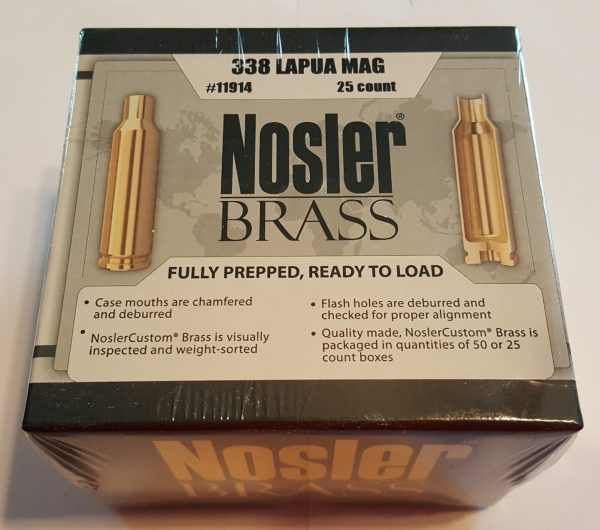 338 LAPUA MAG
#11914 25 count
Nosler®
BRASS
FULLY PREPPED, READY TO LOAD
• Case mouths are chamfered
and deburred
• NoslerCustom® Brass is visually
inspected and weight-sorted
• Flash holes are deburred and
checked for proper alignment
• Quality made, NoslerCustom® Brass is
packaged in quantities of 50 or 25
count boxes
Nosler
BRASS